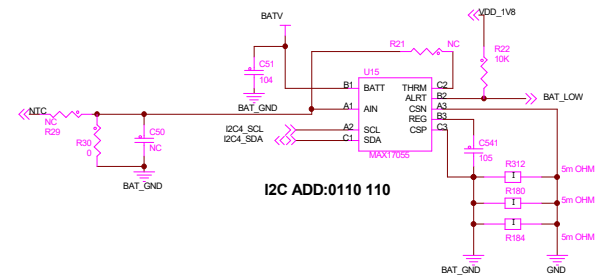 BATV
VDD_1V8
R21
NC
R22
10K
C51
104
BAT_GND
U15
B1
BATT
A1
AIN
A2
SCL
C1
SDA
THRM
C2
ALRT
B2
CSN
A3
REG
B3
CSP
C3
MAX17055
BAT_LOW
NTC
NC
R29
R30
0
C50
NC
BAT_GND
I2C4_SCL
I2C4_SDA
I2C ADD:0110 110
C541
105
R312
I
5m OHM
R180
I
5m OHM
R184
I
5m OHM
BAT_GND
GND